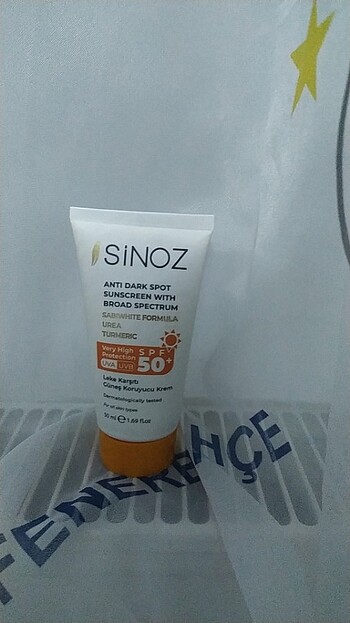 SiNOZ
ANTI DARK SPOT
SUNSCREEN WITH
BROAD SPECTRUM
SABIWHITE FORMULA
UREA
TURMERIC
Very High
Protection
UVA UVB
SPF
50+
Leke Karşıtı
Güneş Koruyucu Krem
Dermatologically tested
For all skin types
50 ml ℮ 1.69 fl.oz
FENERBAHÇE